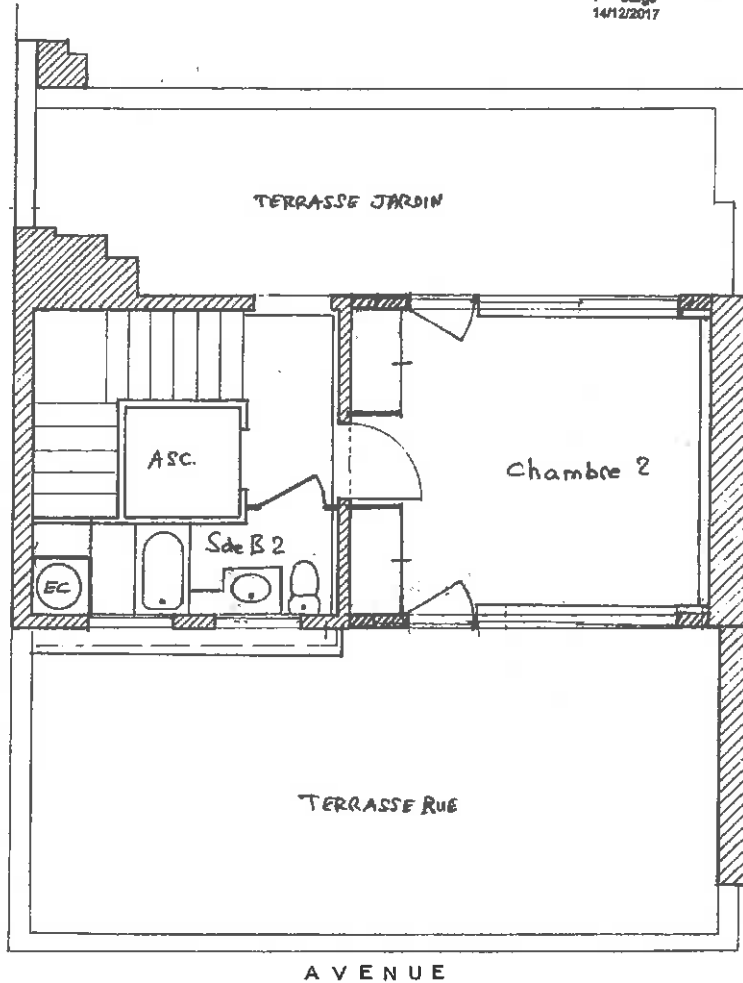 14/12/2017
TERRASSE JARDIN
ASC.
Chambre 2
SdeB 2
EC
TERRASSE RUE
AVENUE